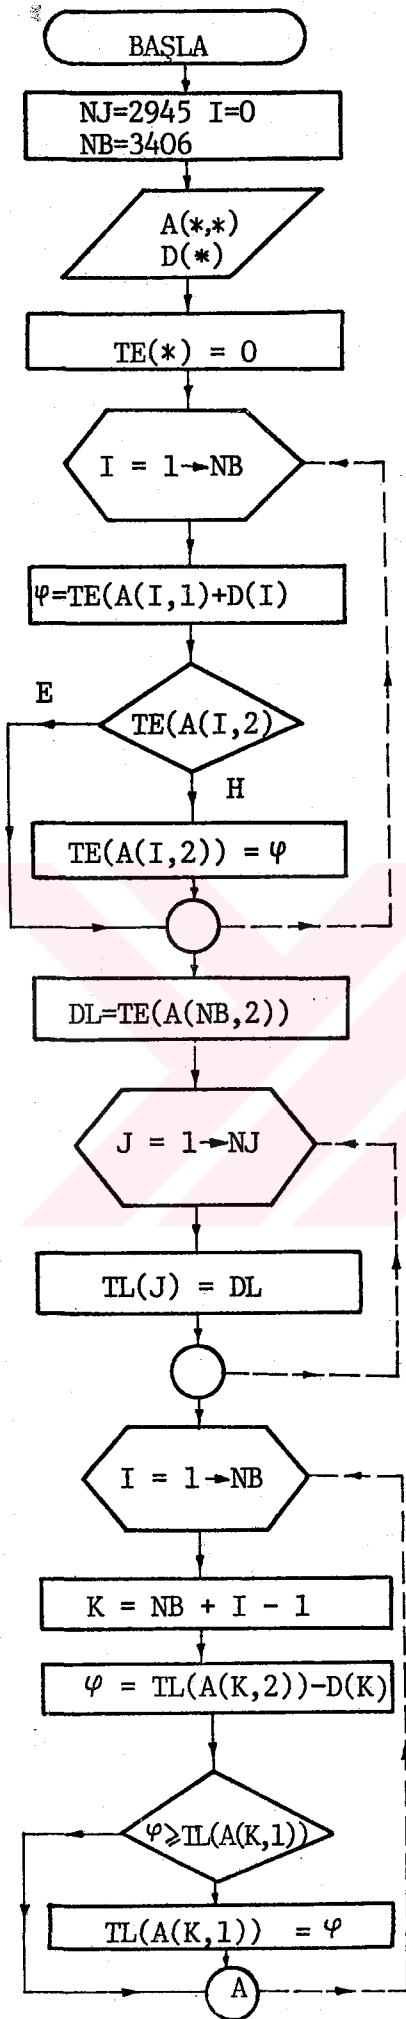 BAŞLA
NJ=2945 I=0
NB=3406
A(*,*)
D(*)
TE(*) = 0
I = 1→NB
φ=TE(A(I,1)+D(I)
E
TE(A(I,2)
H
TE(A(I,2)) = φ
DL=TE(A(NB,2))
J = 1→NJ
TL(J) = DL
I = 1→NB
K = NB + I - 1
φ = TL(A(K,2))-D(K)
φ⩾TL(A(K,1))
TL(A(K,1)) = φ
A